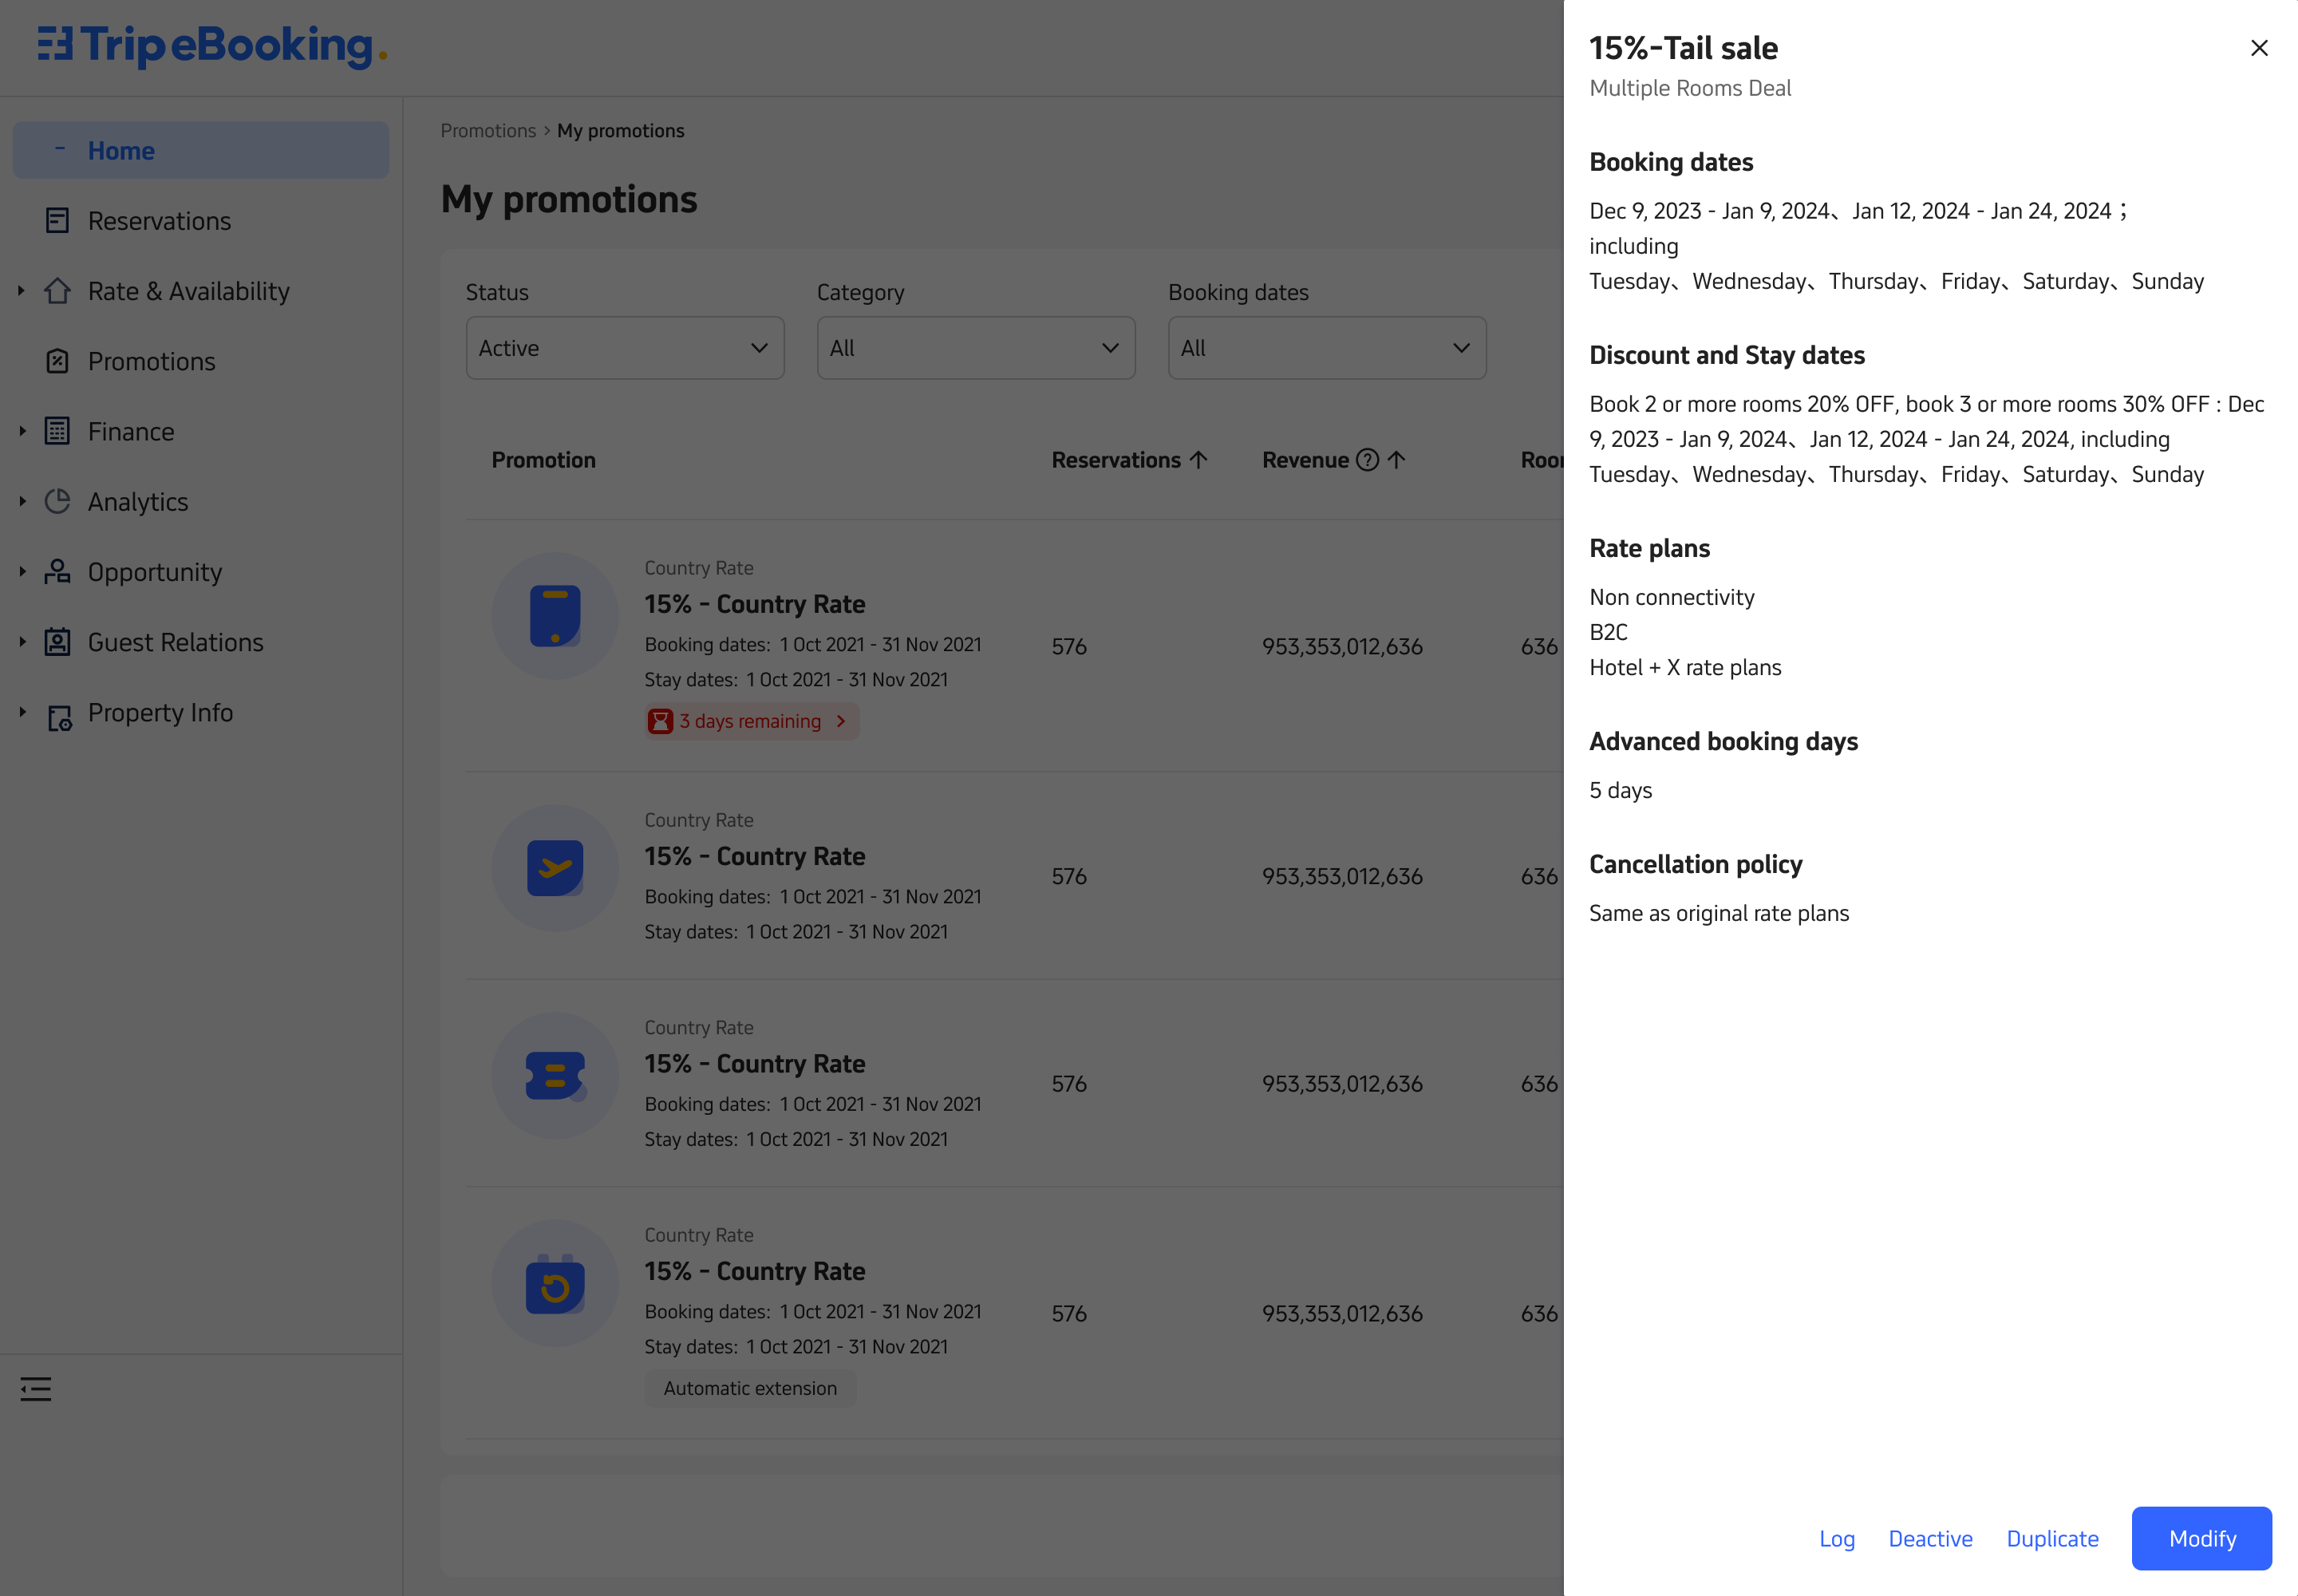 Trip eBooking.
Home
Reservations
Rate & Availability
Promotions
Finance
Analytics
Opportunity
Guest Relations
Property Info
Promotions > My promotions
My promotions
Status
Category
Booking dates
Active
All
All
Promotion
Reservations
Revenue
Country Rate
15% - Country Rate
Booking dates: 1 Oct 2021 - 31 Nov 2021
Stay dates: 1 Oct 2021 - 31 Nov 2021
3 days remaining
576
953,353,012,636
636
Country Rate
15% - Country Rate
Booking dates: 1 Oct 2021 - 31 Nov 2021
Stay dates: 1 Oct 2021 - 31 Nov 2021
576
953,353,012,636
636
Country Rate
15% - Country Rate
Booking dates: 1 Oct 2021 - 31 Nov 2021
Stay dates: 1 Oct 2021 - 31 Nov 2021
576
953,353,012,636
636
Country Rate
15% - Country Rate
Booking dates: 1 Oct 2021 - 31 Nov 2021
Stay dates: 1 Oct 2021 - 31 Nov 2021
Automatic extension
576
953,353,012,636
636
15%-Tail sale
Multiple Rooms Deal
Booking dates
Dec 9, 2023 - Jan 9, 2024、Jan 12, 2024 - Jan 24, 2024；
including
Tuesday、Wednesday、Thursday、Friday、Saturday、Sunday
Discount and Stay dates
Book 2 or more rooms 20% OFF, book 3 or more rooms 30% OFF : Dec
9, 2023 - Jan 9, 2024、Jan 12, 2024 - Jan 24, 2024, including
Tuesday、Wednesday、Thursday、Friday、Saturday、Sunday
Rate plans
Non connectivity
B2C
Hotel + X rate plans
Advanced booking days
5 days
Cancellation policy
Same as original rate plans
Log
Deactive
Duplicate
Modify